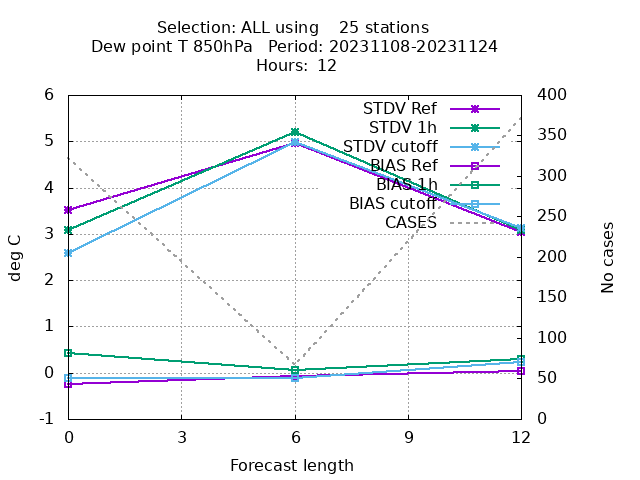 Selection: ALL using    25 stations
Dew point T 850hPa   Period: 20231108-20231124
Hours: 12
6
5
4
3
2
1
0
-1
400
350
300
250
200
150
100
50
0
STDV Ref
STDV 1h
STDV cutoff
BIAS Ref
BIAS 1h
BIAS cutoff
CASES
deg C
No cases
0 3 6 9 12
Forecast length